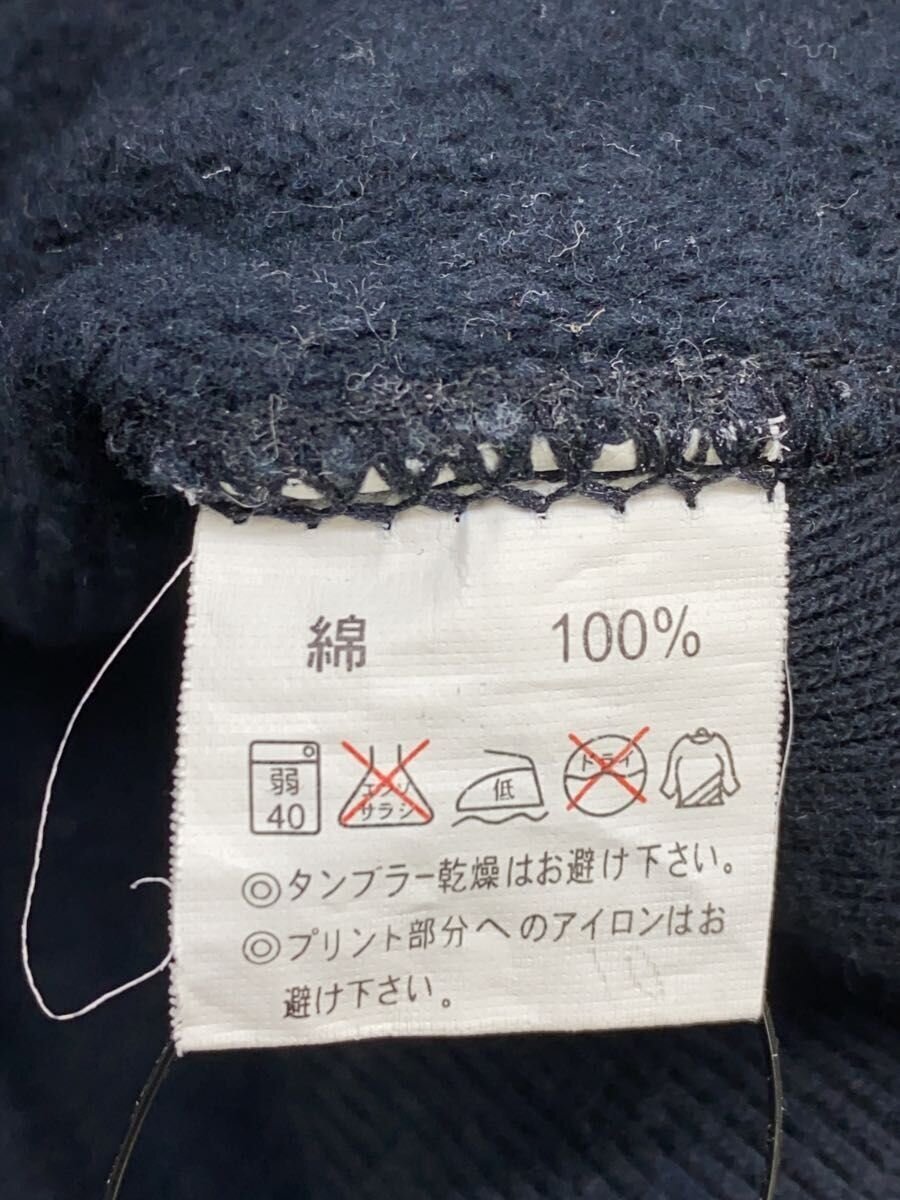 綿 100%
弱 エンソ 低 ドライ
40 サラシ
◎タンブラー乾燥はお避け下さい。
◎プリント部分へのアイロンはお
避け下さい。